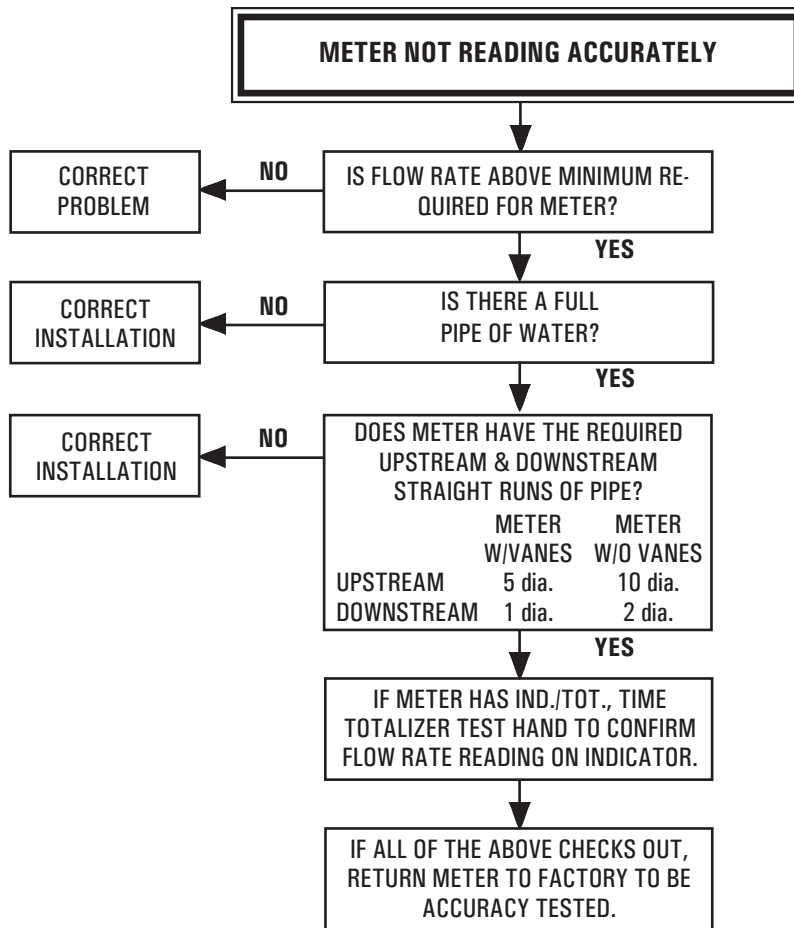 METER NOT READING ACCURATELY
IS FLOW RATE ABOVE MINIMUM RE-
QUIRED FOR METER?
NO
CORRECT
PROBLEM
YES
IS THERE A FULL
PIPE OF WATER?
NO
CORRECT
INSTALLATION
YES
DOES METER HAVE THE REQUIRED
UPSTREAM & DOWNSTREAM
STRAIGHT RUNS OF PIPE?
METER METER
W/VANES W/O VANES
UPSTREAM 5 dia. 10 dia.
DOWNSTREAM 1 dia. 2 dia.
NO
CORRECT
INSTALLATION
YES
IF METER HAS IND./TOT., TIME
TOTALIZER TEST HAND TO CONFIRM
FLOW RATE READING ON INDICATOR.
IF ALL OF THE ABOVE CHECKS OUT,
RETURN METER TO FACTORY TO BE
ACCURACY TESTED.